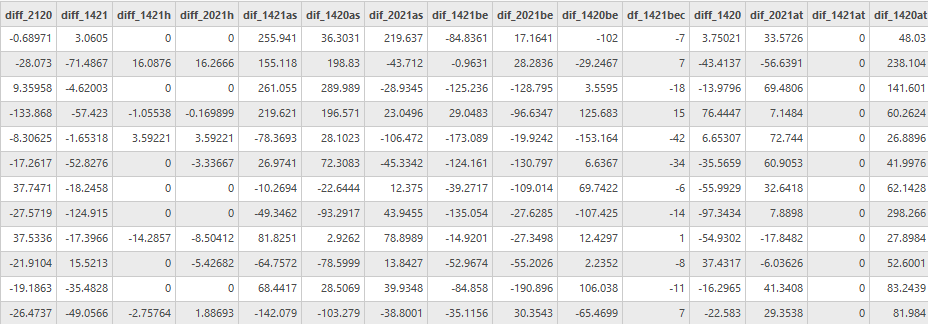 diff_2120 diff_1421 diff_1421h diff_2021h dif_1421as dif_1420as dif_2021as dif_1421be dif_2021be dif_1420be df_1421bec dif_1420 dif_2021at dif_1421at dif_1420at
-0.68971 3.0605 0 0 255.941 36.3031 219.637 -84.8361 17.1641 -102 -7 3.75021 33.5726 0 48.03
-28.073 -71.4867 16.0876 16.2666 155.118 198.83 -43.712 -0.9631 28.2836 -29.2467 7 -43.4137 -56.6391 0 238.104
9.35958 -4.62003 0 0 261.055 289.989 -28.9345 -125.236 -128.795 3.5595 -18 -13.9796 69.4806 0 141.601
-133.868 -57.423 -1.05538 -0.169899 219.621 196.571 23.0496 29.0483 -96.6347 125.683 15 76.4447 7.1484 0 60.2624
-8.30625 -1.65318 3.59221 3.59221 -78.3693 28.1023 -106.472 -173.089 -19.9242 -153.164 -42 6.65307 72.744 0 26.8896
-17.2617 -52.8276 0 -3.33667 26.9741 72.3083 -45.3342 -124.161 -130.797 6.6367 -34 -35.5659 60.9053 0 41.9976
37.7471 -18.2458 0 0 -10.2694 -22.6444 12.375 -39.2717 -109.014 69.7422 -6 -55.9929 32.6418 0 62.1428
-27.5719 -124.915 0 0 -49.3462 -93.2917 43.9455 -135.054 -27.6285 -107.425 -14 -97.3434 7.8898 0 298.266
37.5336 -17.3966 -14.2857 -8.50412 81.8251 2.9262 78.8989 -14.9201 -27.3498 12.4297 1 -54.9302 -17.8482 0 27.8984
-21.9104 15.5213 0 -5.42682 -64.7572 -78.5999 13.8427 -52.9674 -55.2026 2.2352 -8 37.4317 -6.03626 0 52.6001
-19.1863 -35.4828 0 0 68.4417 28.5069 39.9348 -84.858 -190.896 106.038 -11 -16.2965 41.3408 0 83.2439
-26.4737 -49.0566 -2.75764 1.88693 -142.079 -103.279 -38.8001 -35.1156 30.3543 -65.4699 7 -22.583 29.3538 0 81.984